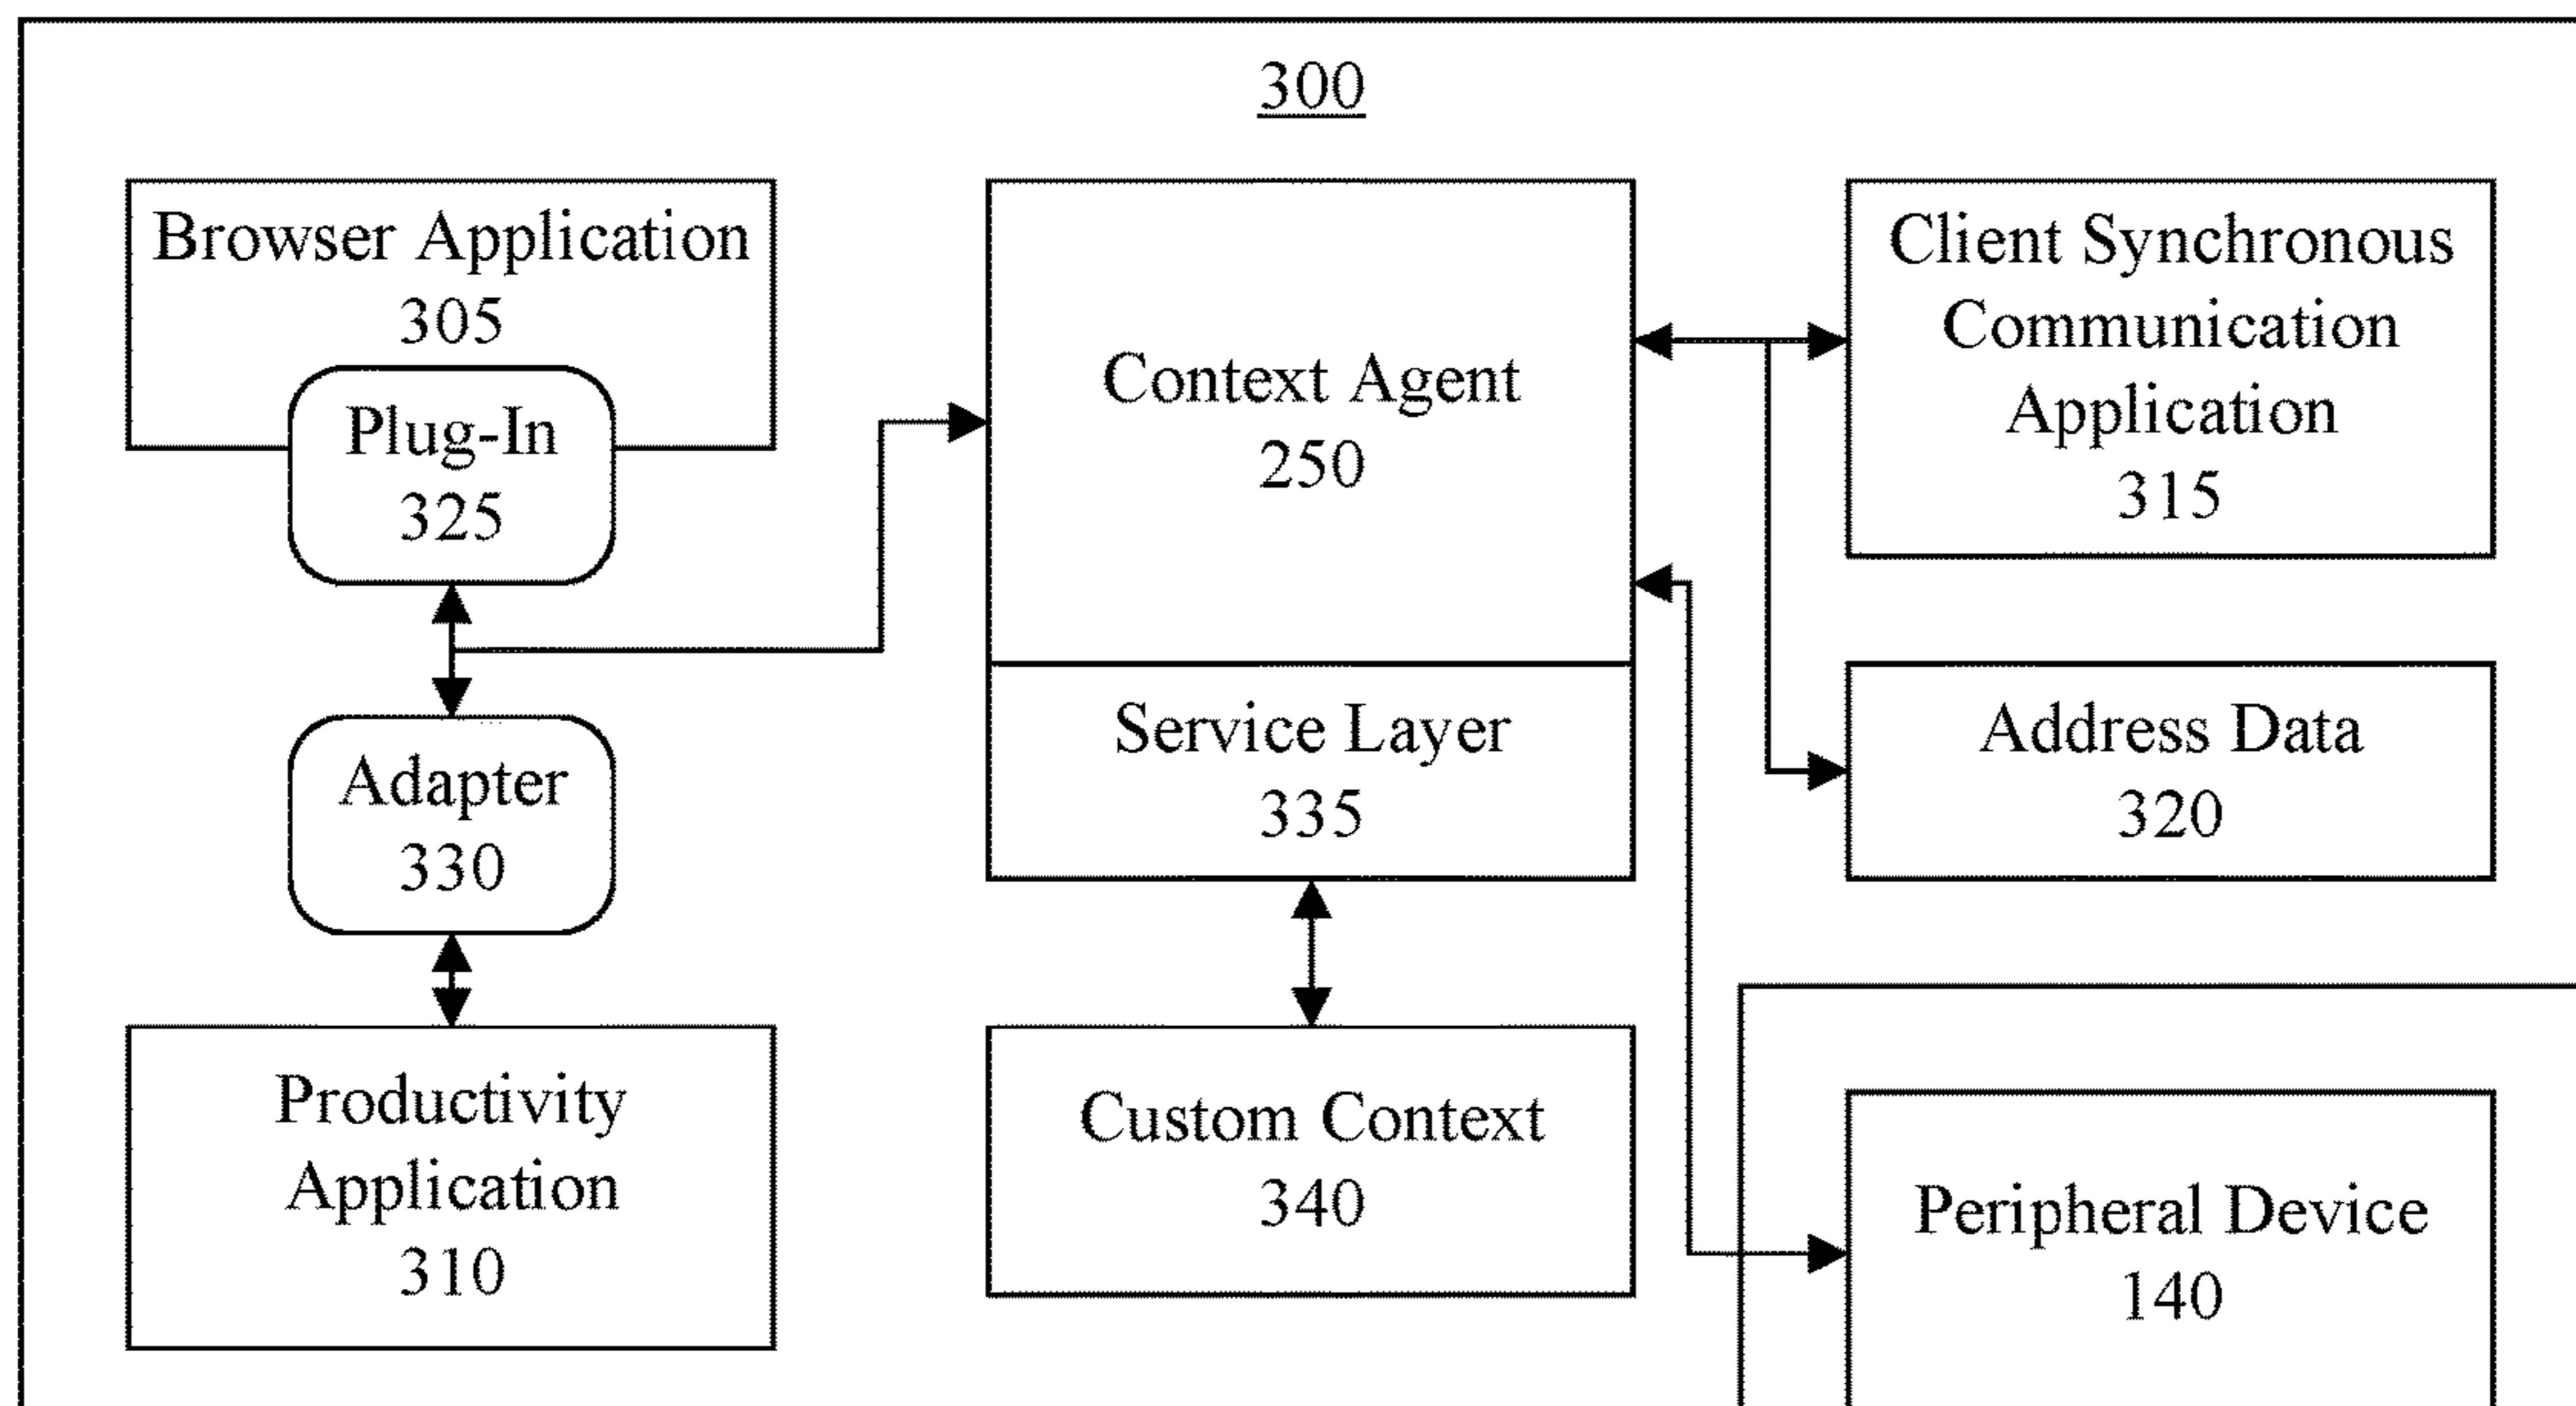 300
Browser Application
305
Plug-In
325
Adapter
330
Productivity
Application
310
Context Agent
250
Service Layer
335
Custom Context
340
Client Synchronous
Communication
Application
315
Address Data
320
Peripheral Device
140